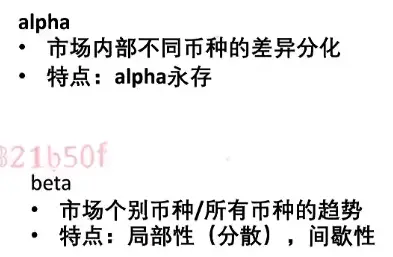 alpha
• 市场内部不同币种的差异分化
• 特点：alpha永存
321b50f
beta
• 市场个别币种/所有币种的趋势
• 特点：局部性（分散），间歇性